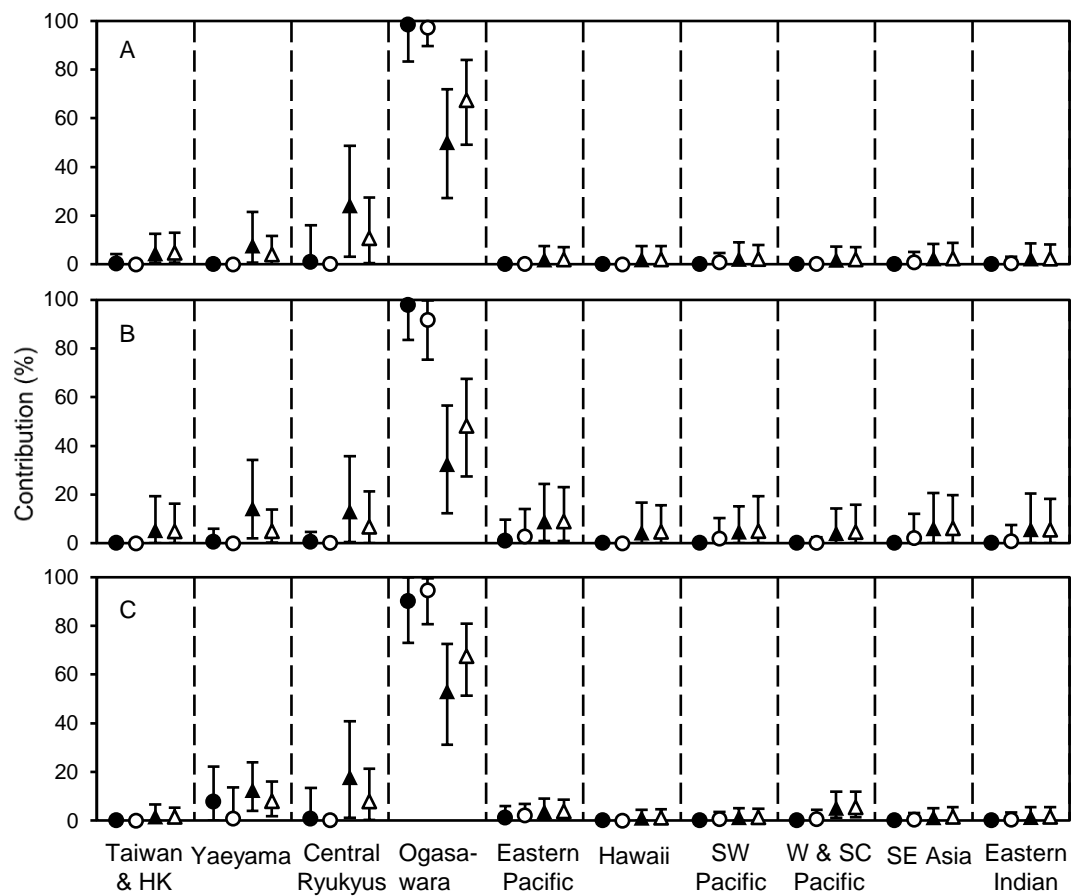 100
80
60
40
20
0
A
100
80
60
40
20
0
B
100
80
60
40
20
0
C
Contribution (%)
Taiwan
& HK
Yaeyama
Central
Ryukyus
Ogasa-
wara
Eastern
Pacific
Hawaii
SW
Pacific
W & SC
Pacific
SE Asia
Eastern
Indian